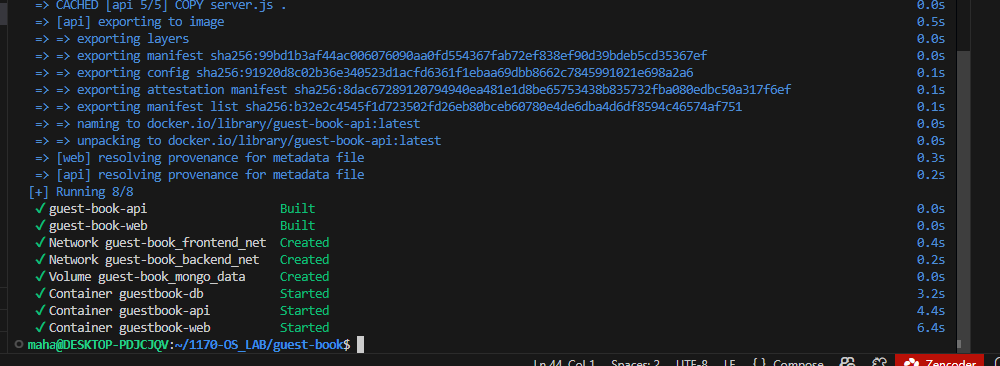 => CACHED [api 5/5] COPY server.js . 0.0s
=> [api] exporting to image 0.5s
=> => exporting layers 0.0s
=> => exporting manifest sha256:99bd1b3af44ac006076090aa0fd554367fab72ef838ef90d39bdeb5cd35367ef 0.0s
=> => exporting config sha256:91920d8c02b36e340523d1acfd6361f1ebaa69dbb8662c7845991021e698a2a6 0.1s
=> => exporting attestation manifest sha256:8dac67289120794940ea481e1d8be65753438b835732fba080edbc50a317f6ef 0.1s
=> => exporting manifest list sha256:b32e2c4545f1d723502fd26eb80bceb60780e4de6dba4d6df8594c46574af751 0.1s
=> => naming to docker.io/library/guest-book-api:latest 0.0s
=> => unpacking to docker.io/library/guest-book-api:latest 0.0s
=> [web] resolving provenance for metadata file 0.3s
=> [api] resolving provenance for metadata file 0.2s
[+] Running 8/8
✓ guest-book-api Built 0.0s
✓ guest-book-web Built 0.0s
✓ Network guest-book_frontend_net Created 0.4s
✓ Network guest-book_backend_net Created 0.2s
✓ Volume guest-book_mongo_data Created 0.0s
✓ Container guestbook-db Started 3.2s
✓ Container guestbook-api Started 4.4s
✓ Container guestbook-web Started 6.4s
maha@DESKTOP-PDJCJQV:~/1170-OS_LAB/guest-book$
Ln 44, Col 1 Spaces: 2 UTF-8 LF { } Compose Zencoder